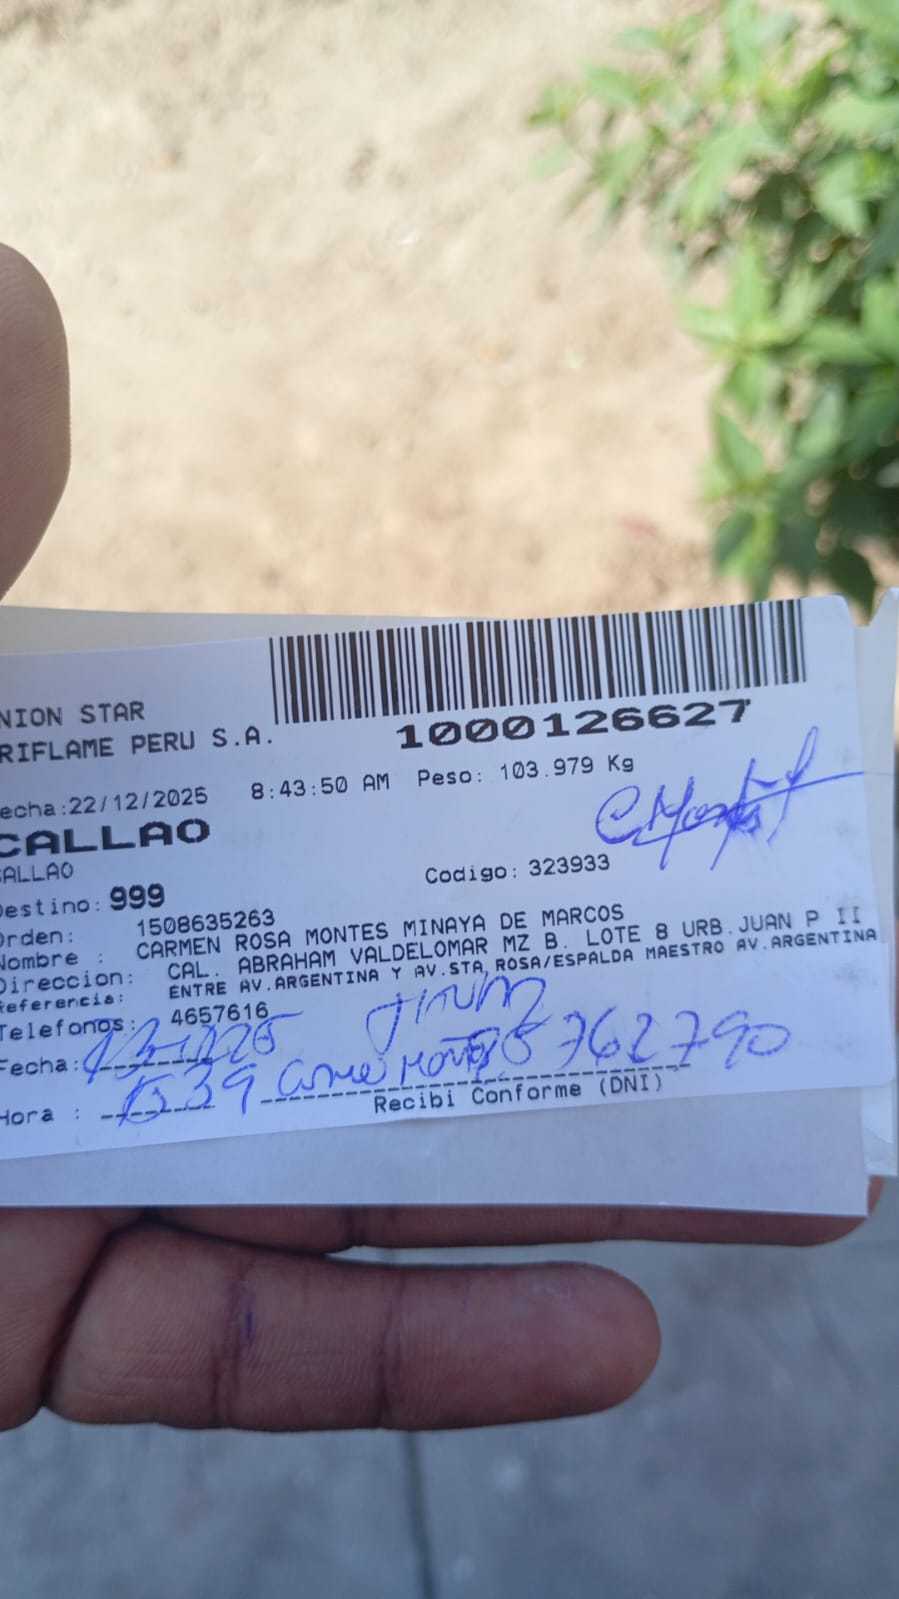 NION STAR
RIFLAME PERU S.A.
1000126627
echa:22/12/2025 8:43:50 AM Peso: 103.979 Kg
CALLAO
CALLAO
Codigo: 323933
Destino: 999
Orden: 1508635263
Nombre : CARMEN ROSA MONTES MINAYA DE MARCOS
Direccion: CAL. ABRAHAM VALDELOMAR MZ B. LOTE 8 URB.JUAN P II
Referencia: ENTRE AV.ARGENTINA Y AV.STA ROSA/ESPALDA MAESTRO AV.ARGENTINA
Telefonos: 4657616
Fecha:
Hora :
Recibi Conforme (DNI)